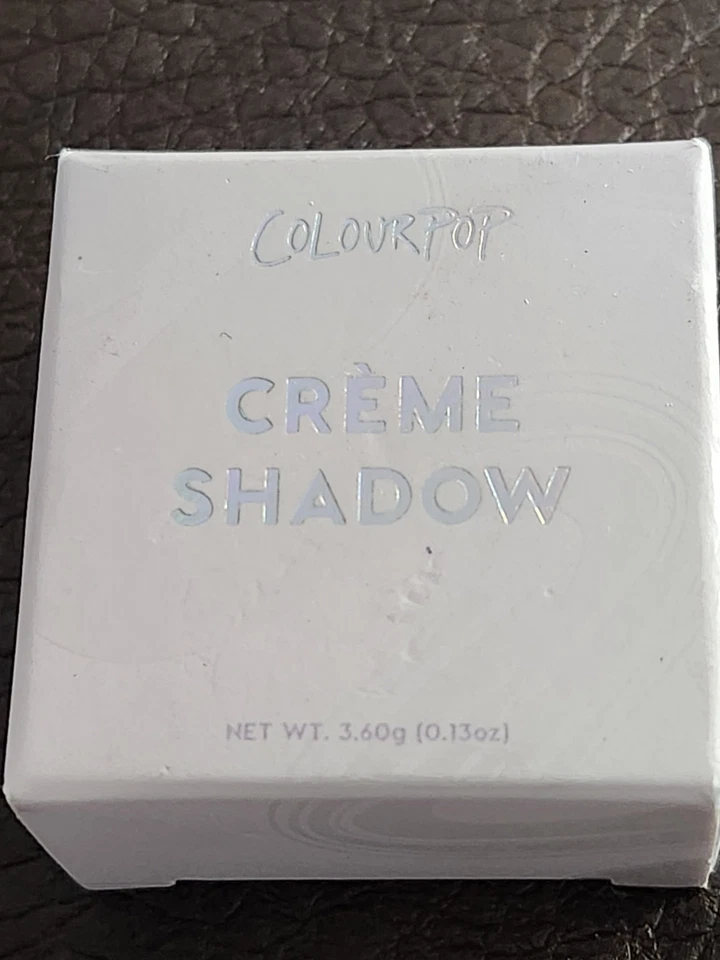 COLOURPOP
CRÈME
SHADOW
NET WT. 3.60g (0.13oz)